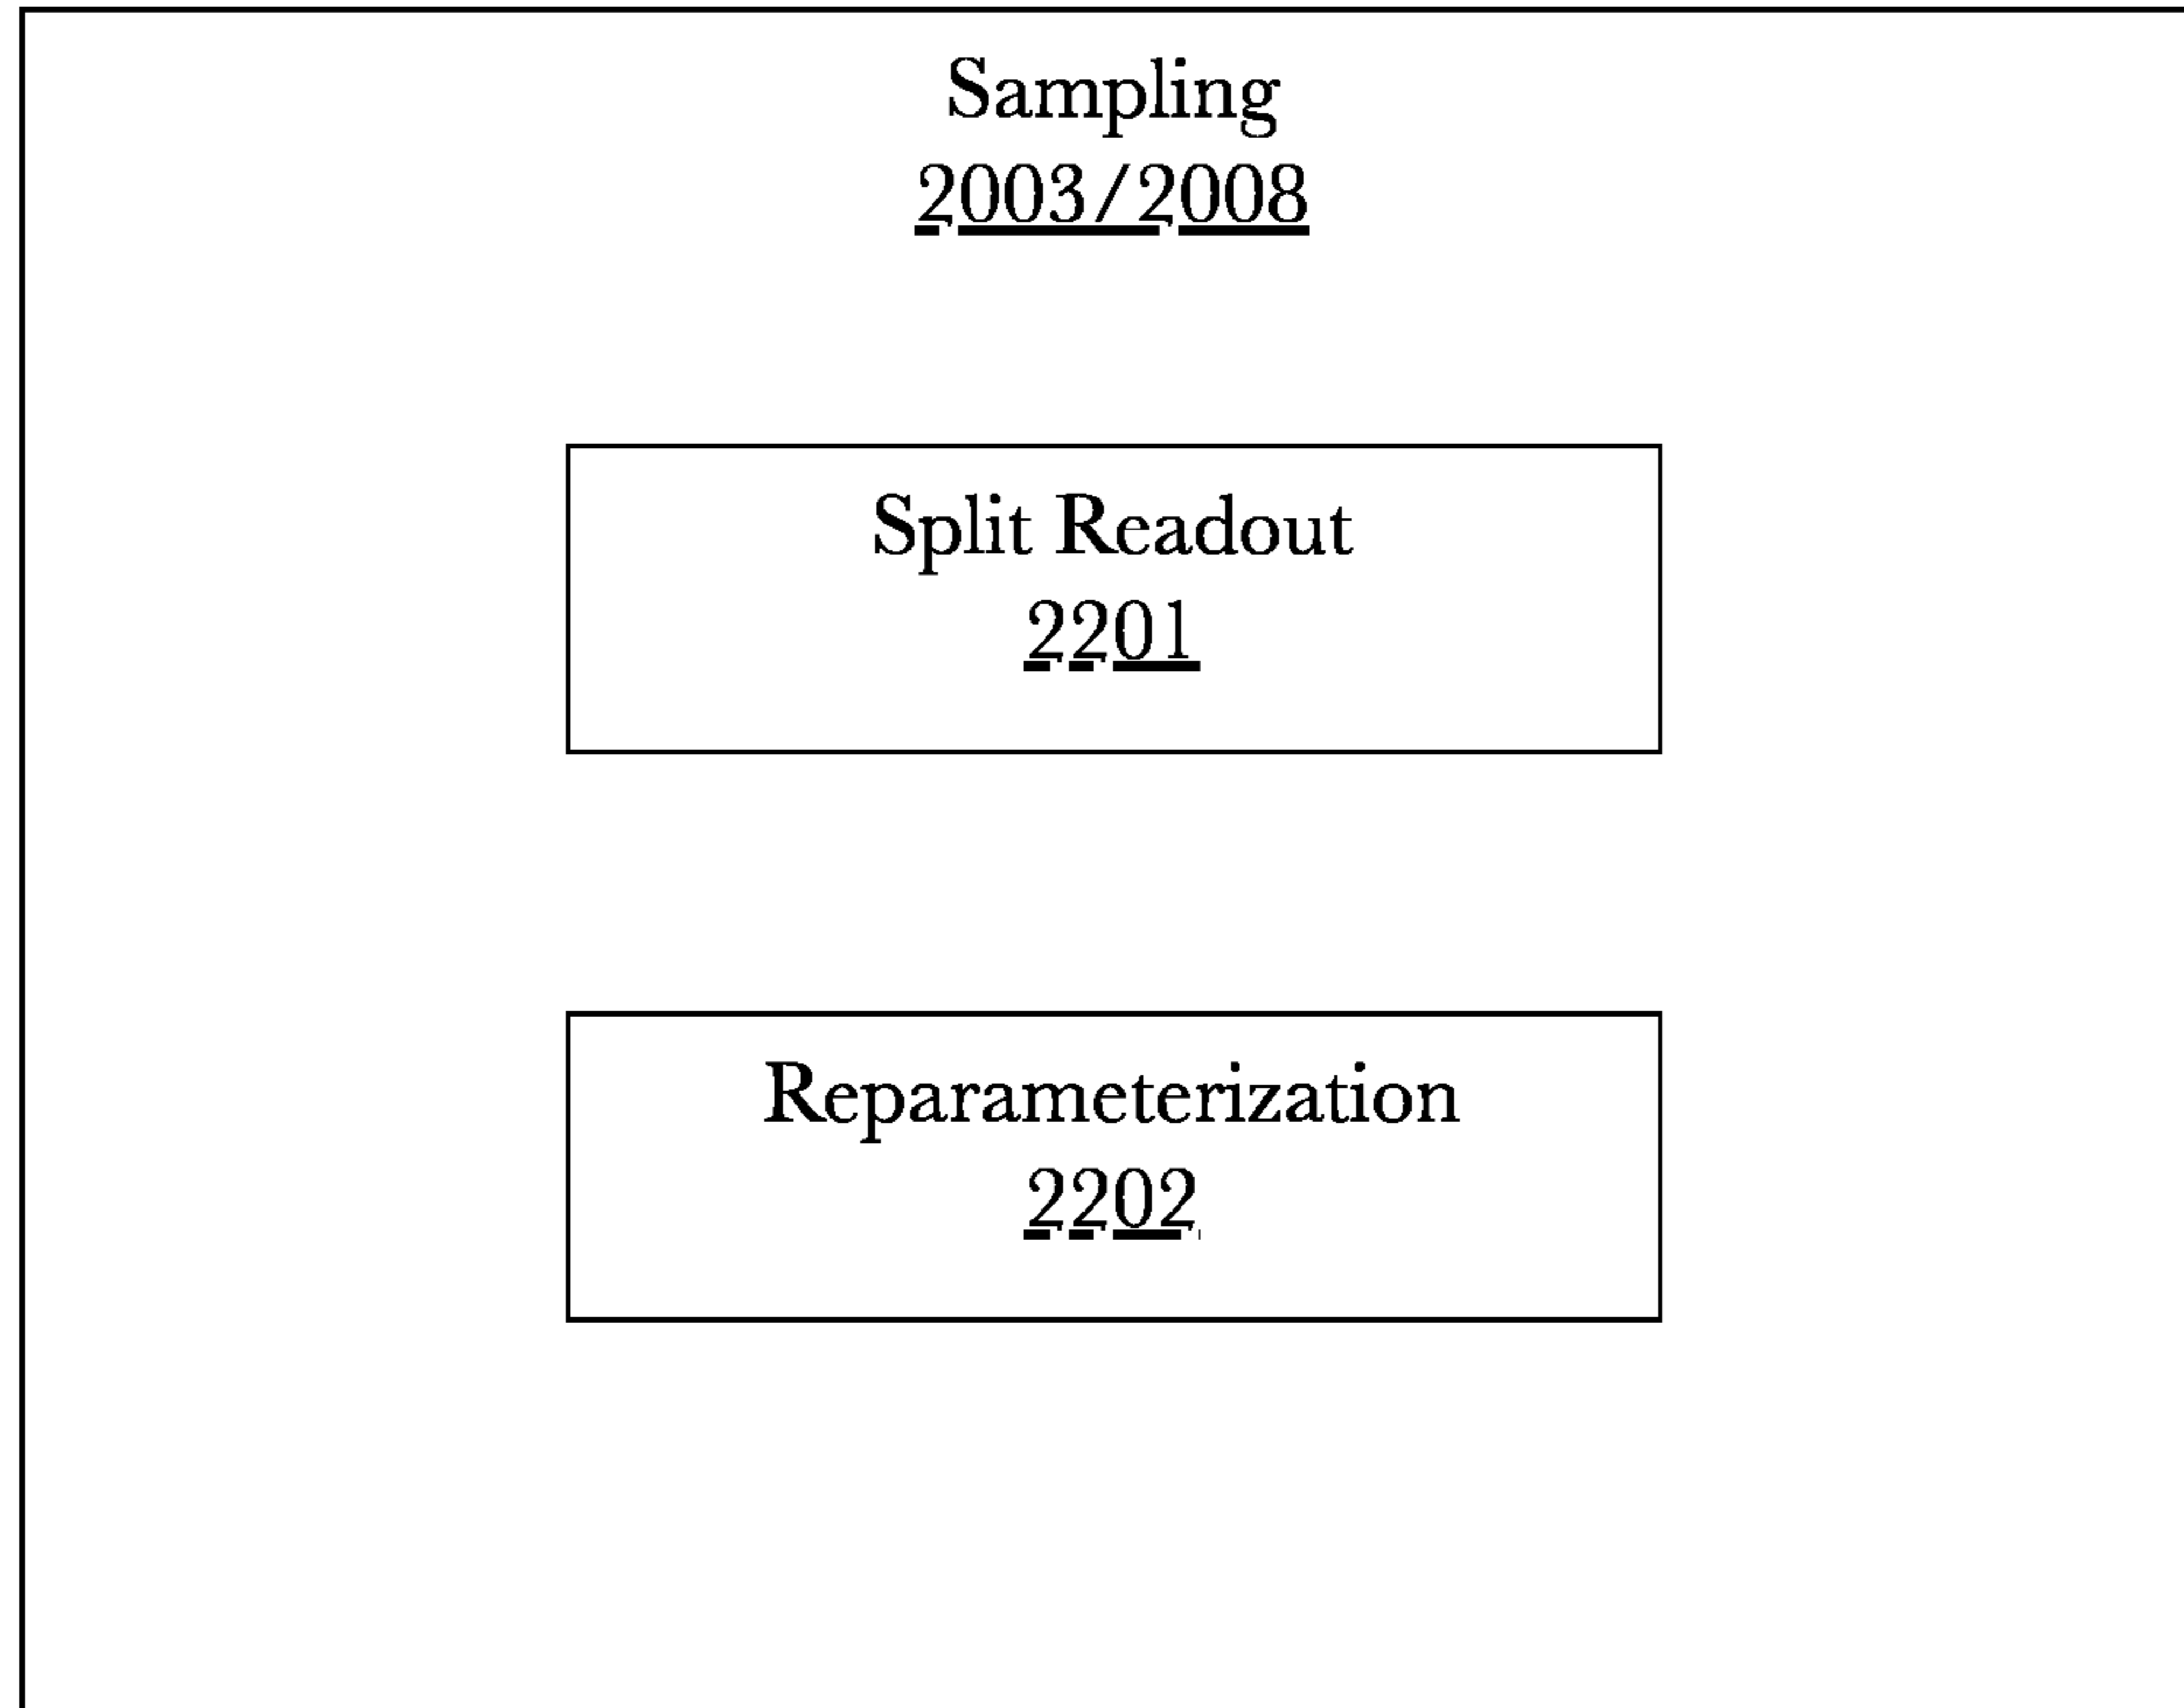 Sampling
2003/2008
Split Readout
2201
Reparameterization
2202